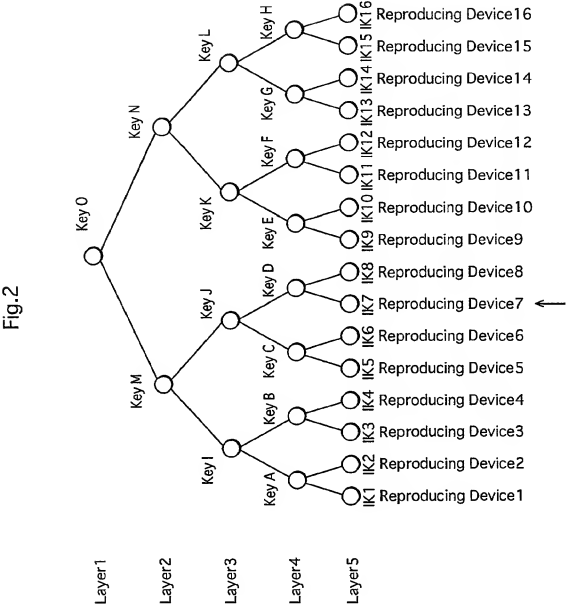 Fig.2
Layer1
Layer2
Layer3
Layer4
Layer5
Key O
Key M
Key N
Key I
Key J
Key K
Key L
Key A
Key B
Key C
Key D
Key E
Key F
Key G
Key H
IK1 Reproducing Device1
IK2 Reproducing Device2
IK3 Reproducing Device3
IK4 Reproducing Device4
IK5 Reproducing Device5
IK6 Reproducing Device6
IK7 Reproducing Device7
IK8 Reproducing Device8
IK9 Reproducing Device9
IK10 Reproducing Device10
IK11 Reproducing Device11
IK12 Reproducing Device12
IK13 Reproducing Device13
IK14 Reproducing Device14
IK15 Reproducing Device15
IK16 Reproducing Device16